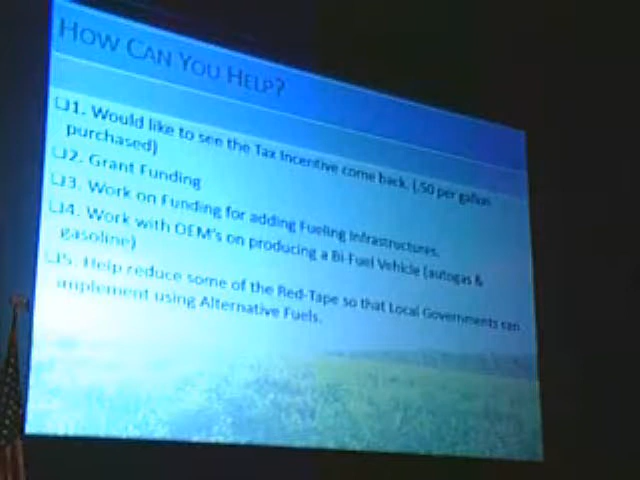 HOW CAN YOU HELP?
❑1. Would like to see the Tax Incentive come back. (.50 per gallon
purchased)
❑2. Grant Funding
❑3. Work on Funding for adding Fueling Infrastructures.
❑4. Work with OEM's on producing a Bi-Fuel Vehicle (autogas &
gasoline)
❑5. Help reduce some of the Red-Tape so that Local Governments can
implement using Alternative Fuels.